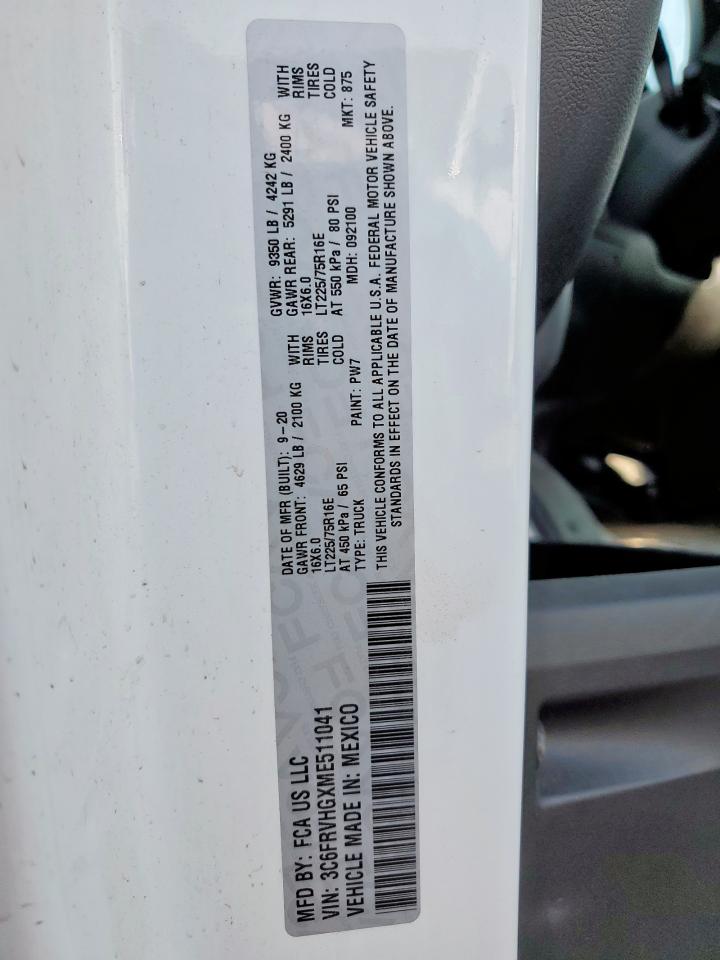 MFD BY: FCA US LLC
VIN: 3C6FRVHGXME511041
VEHICLE MADE IN: MEXICO
DATE OF MFR (BUILT): 9-20 GVWR: 9350 LB / 4242 KG
GAWR FRONT: 4629 LB / 2100 KG WITH GAWR REAR: 5291 LB / 2400 KG WITH
16X6.0 RIMS 16X6.0 RIMS
LT225/75R16E TIRES LT225/75R16E TIRES
AT 450 kPa / 65 PSI COLD AT 550 kPa / 80 PSI COLD
TYPE: TRUCK PAINT: PW7 MDH: 092100 MKT: 875
THIS VEHICLE CONFORMS TO ALL APPLICABLE U.S.A. FEDERAL MOTOR VEHICLE SAFETY
STANDARDS IN EFFECT ON THE DATE OF MANUFACTURE SHOWN ABOVE.